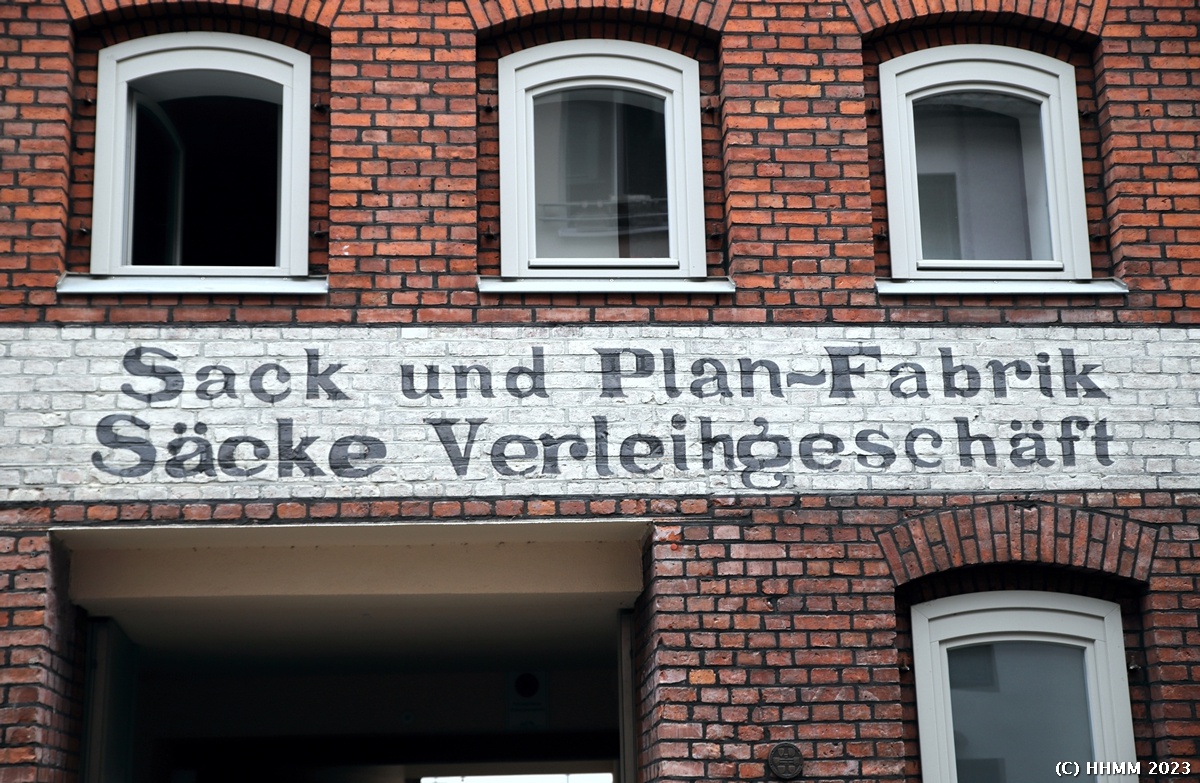 Sack und Plan-Fabrik
Säcke Verleihgeschäft
(C) HHMM 2023